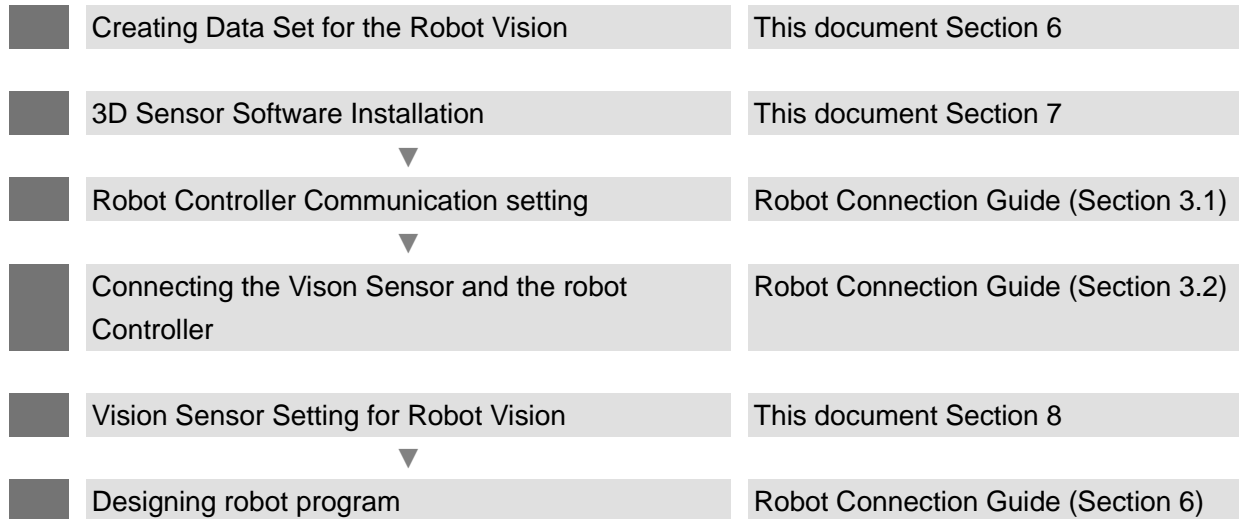 Creating Data Set for the Robot Vision This document Section 6
3D Sensor Software Installation This document Section 7
▼
Robot Controller Communication setting Robot Connection Guide (Section 3.1)
▼
Connecting the Vison Sensor and the robot Robot Connection Guide (Section 3.2)
Controller
Vision Sensor Setting for Robot Vision This document Section 8
▼
Designing robot program Robot Connection Guide (Section 6)